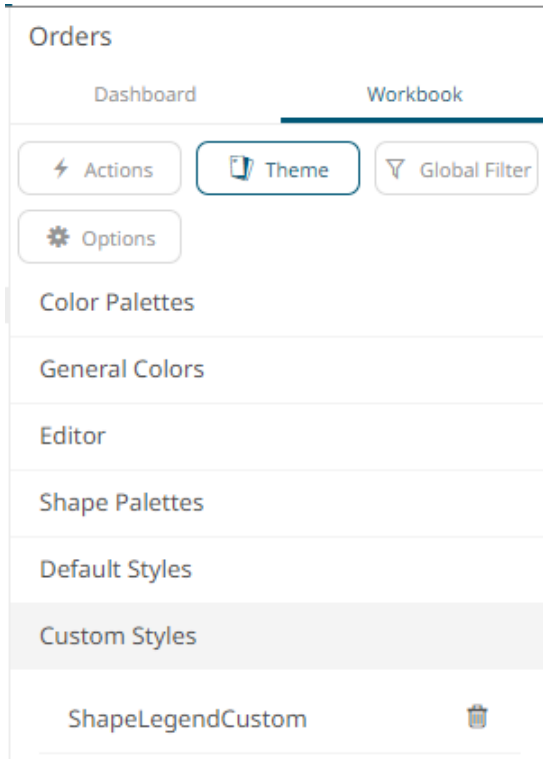 Orders
Dashboard Workbook
Actions Theme Global Filter
Options
Color Palettes
General Colors
Editor
Shape Palettes
Default Styles
Custom Styles
ShapeLegendCustom